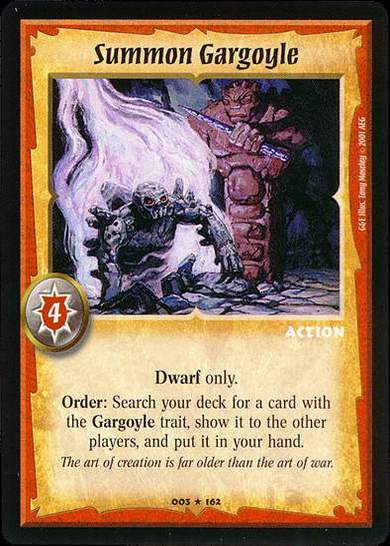 Summon Gargoyle
G&E Illus. Tony Moseley © 2001 AEG
4
ACTION
Dwarf only.
Order: Search your deck for a card with
the Gargoyle trait, show it to the other
players, and put it in your hand.
The art of creation is far older than the art of war.
003 ★ 162